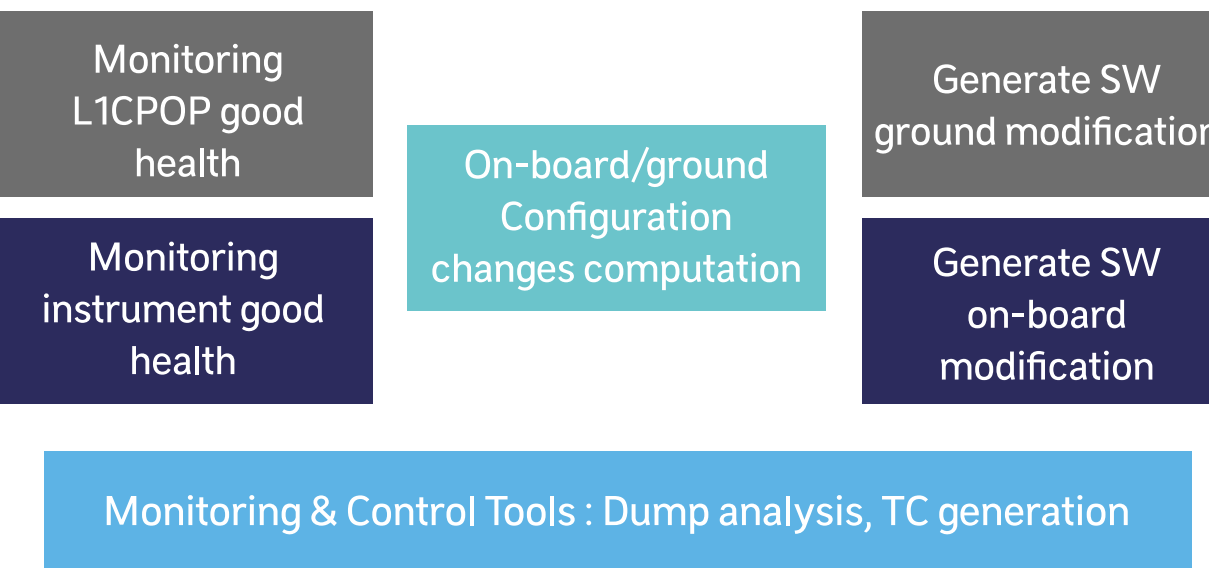 Monitoring
L1CPOP good
health
Monitoring
instrument good
health
On-board/ground
Configuration
changes computation
Generate SW
ground modification
Generate SW
on-board
modification
Monitoring & Control Tools : Dump analysis, TC generation